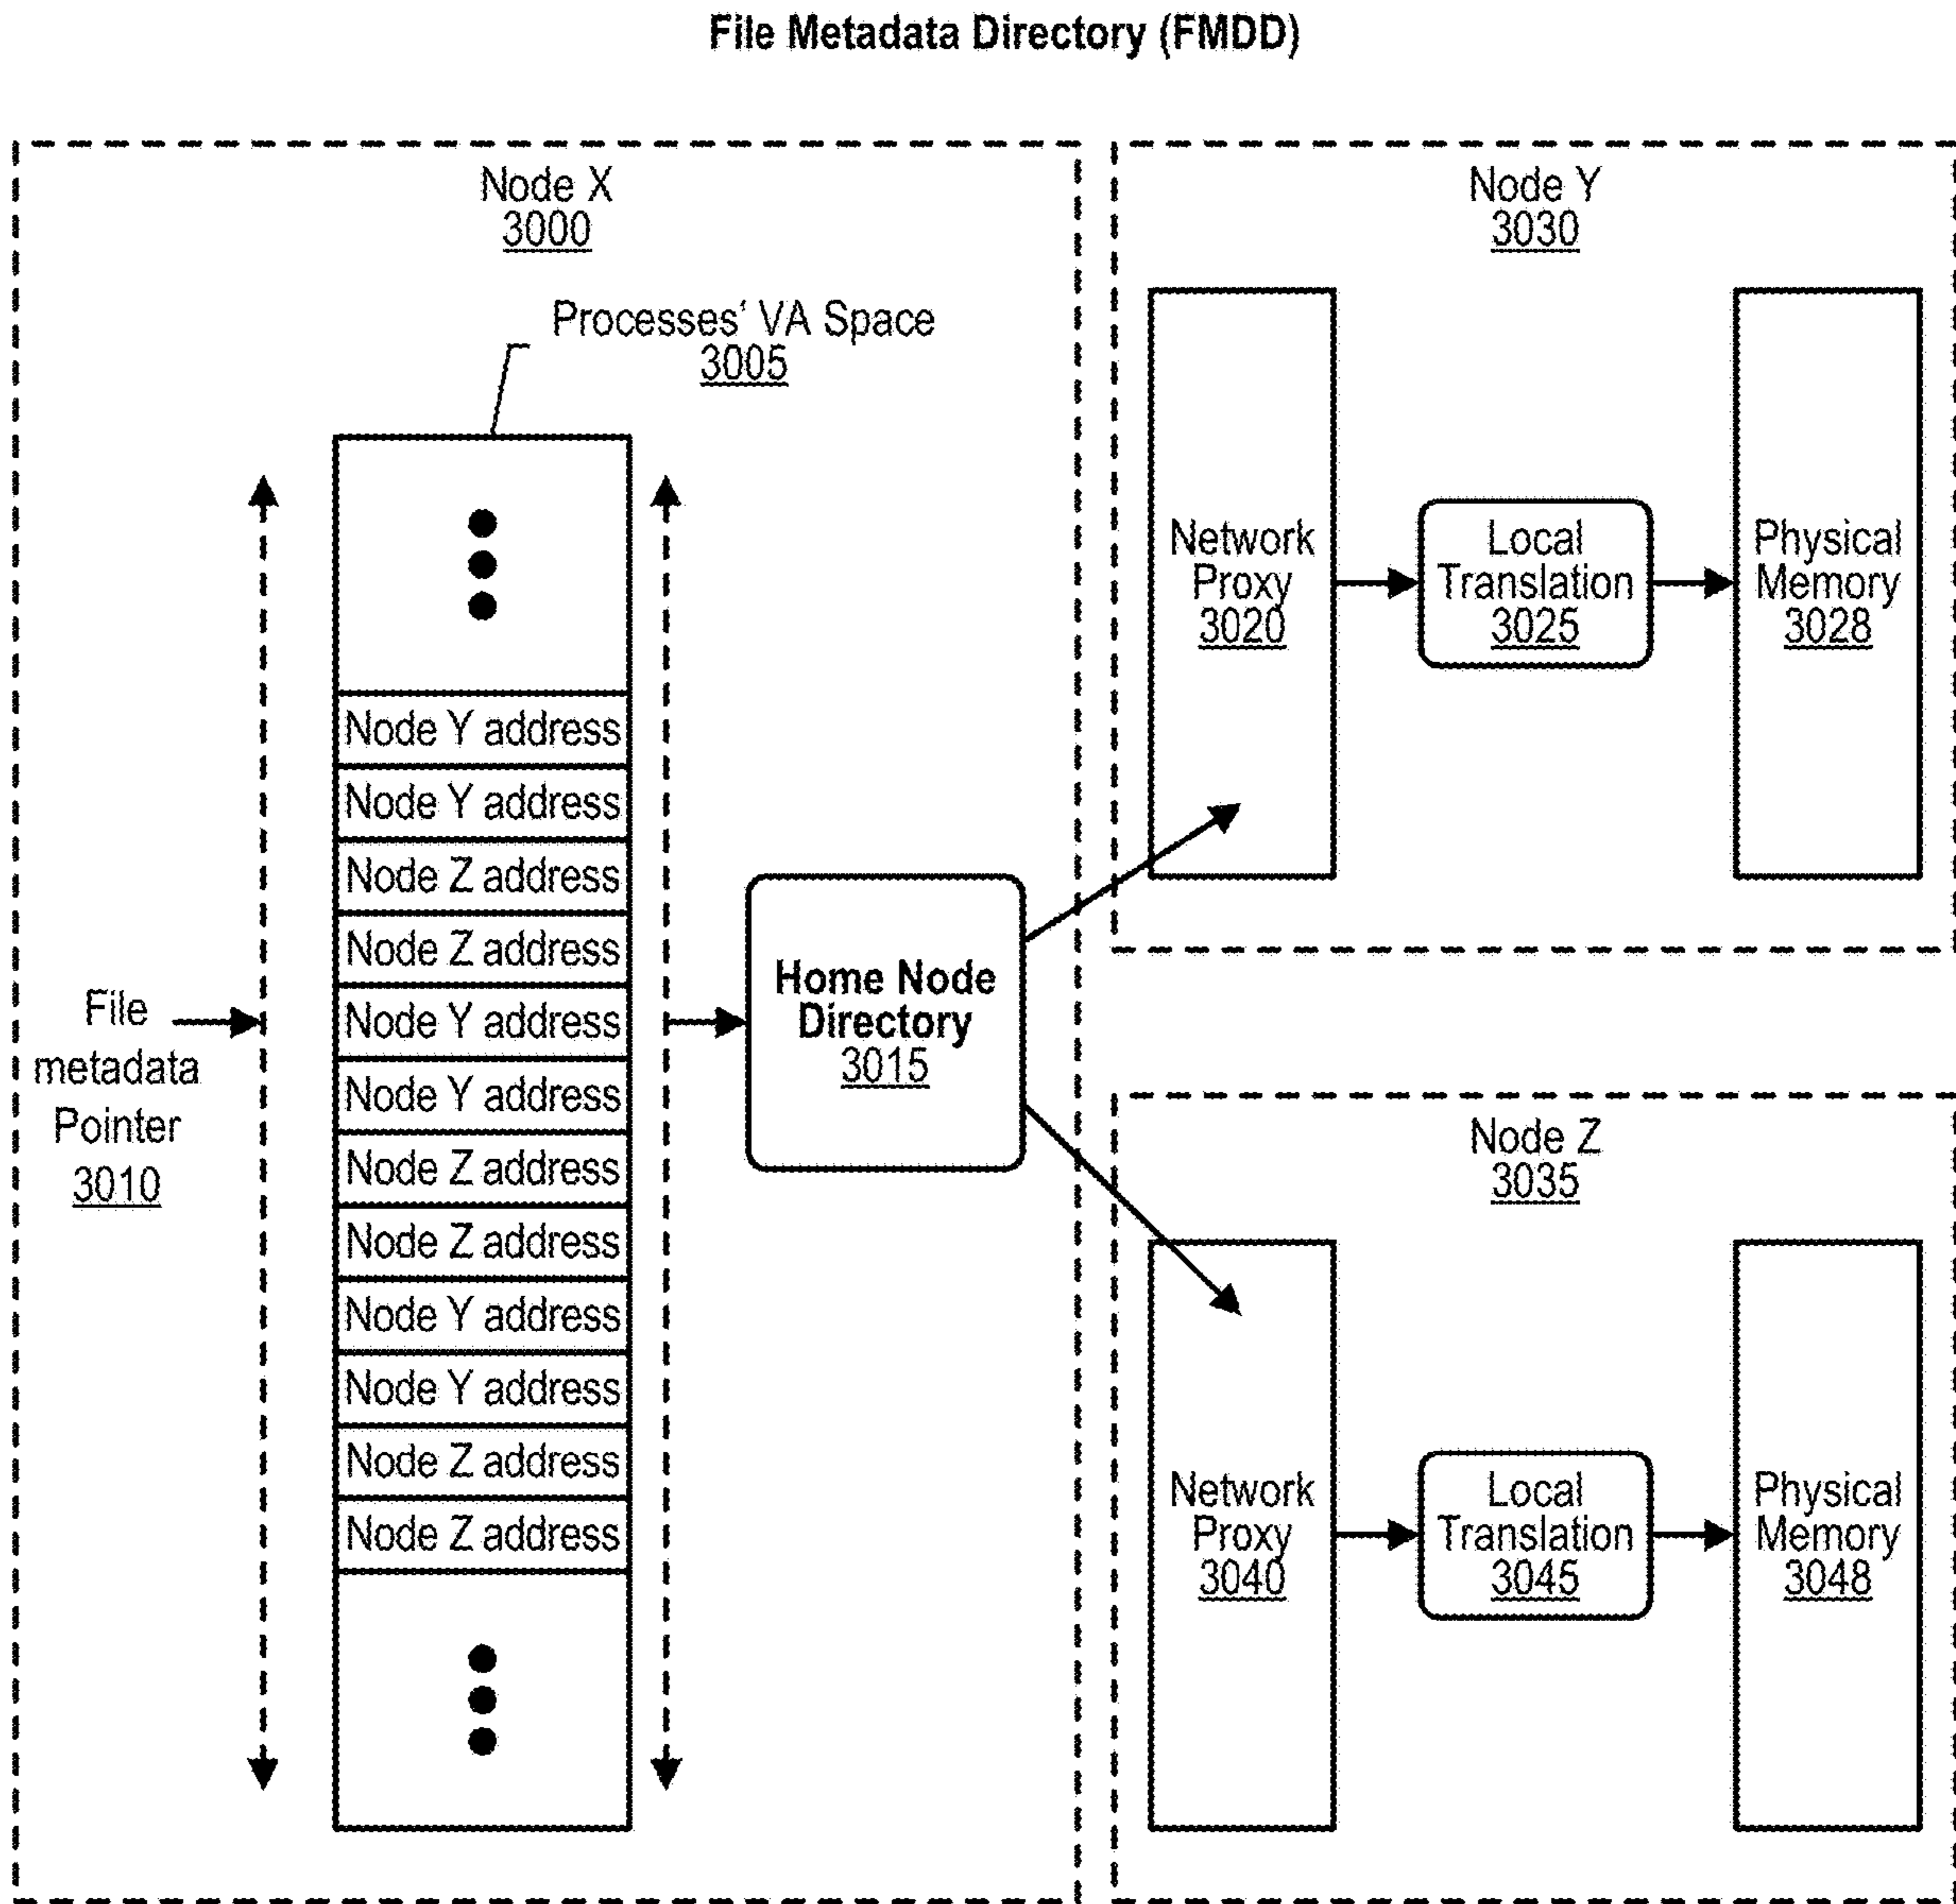 File Metadata Directory (FMDD)
Node X
3000
Processes' VA Space
3005
Node Y address
Node Y address
Node Z address
Node Z address
Node Y address
Node Y address
Node Z address
Node Z address
Node Y address
Node Y address
Node Z address
Node Z address
File
metadata
Pointer
3010
Home Node
Directory
3015
Node Y
3030
Network
Proxy
3020
Local
Translation
3025
Physical
Memory
3028
Node Z
3035
Network
Proxy
3040
Local
Translation
3045
Physical
Memory
3048